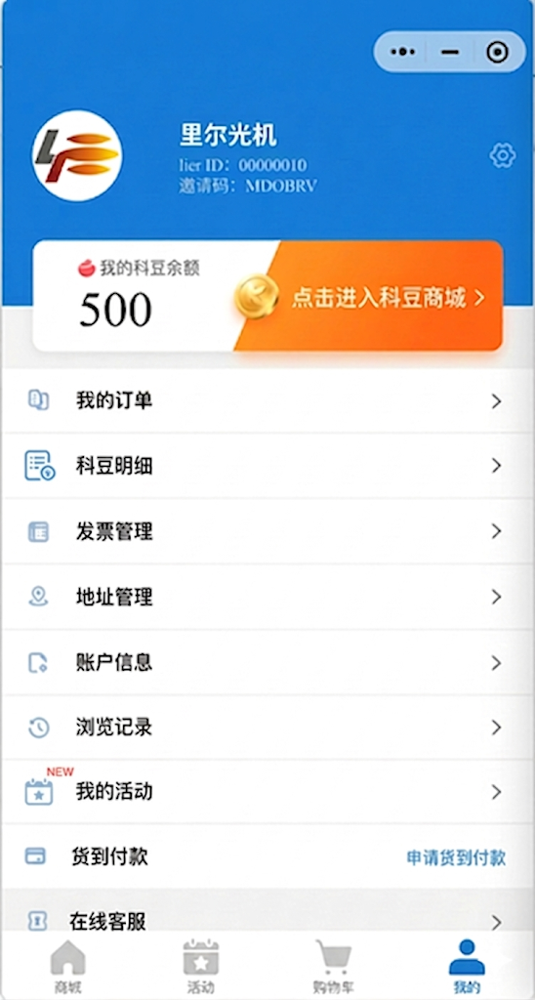 里尔光机
lier ID：00000010
邀请码：MDOBRV
我的科豆余额
500
点击进入科豆商城
我的订单
科豆明细
发票管理
地址管理
账户信息
浏览记录
NEW
我的活动
货到付款
申请货到付款
在线客服
商城
活动
购物车
我的